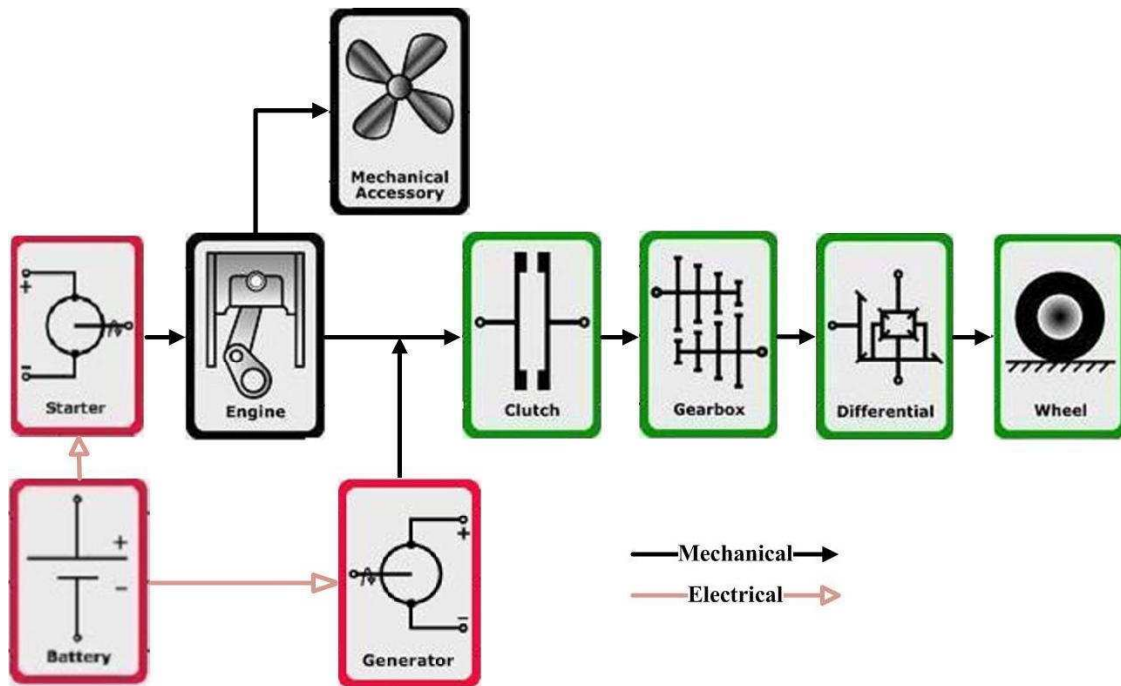 Mechanical
Accessory
Starter
Engine
Clutch
Gearbox
Differential
Wheel
+
-
+
-
Battery
+
-
Generator
Mechanical
Electrical